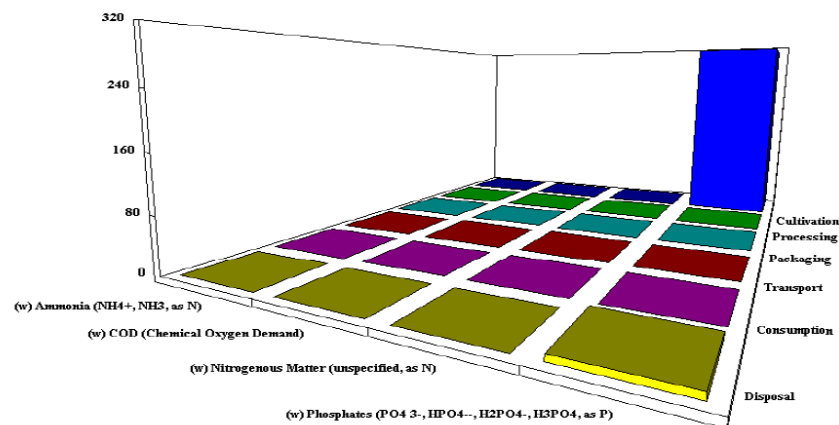 320
240
160
80
0
(w) Ammonia (NH4+, NH3, as N)
(w) COD (Chemical Oxygen Demand)
(w) Nitrogenous Matter (unspecified, as N)
(w) Phosphates (PO4 3-, HPO4--, H2PO4-, H3PO4, as P)
Cultivation
Processing
Packaging
Transport
Consumption
Disposal